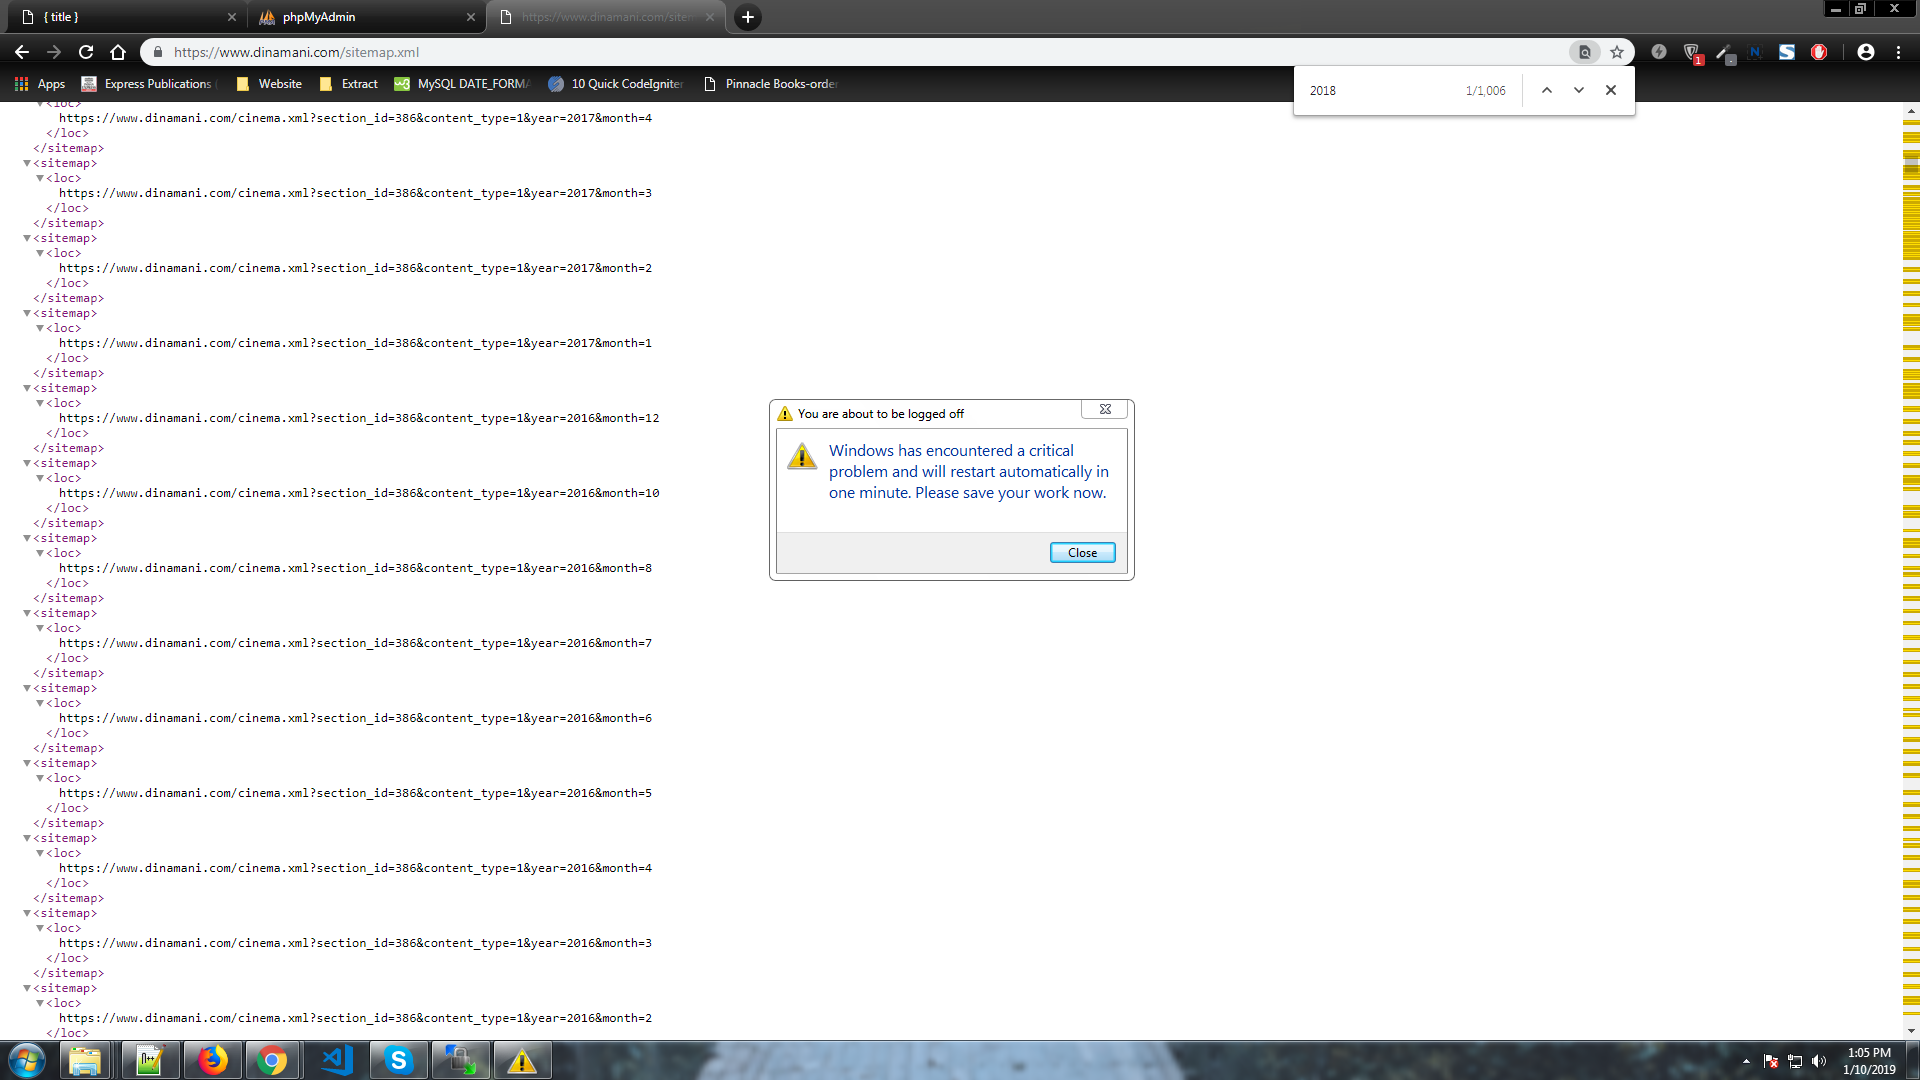 { title }
phpMyAdmin
https://www.dinamani.com/sitem
https://www.dinamani.com/sitemap.xml
Apps
Express Publications
Website
Extract
MySQL DATE_FORMA
10 Quick CodeIgniter
Pinnacle Books-order
2018
1/1,006
<loc>
https://www.dinamani.com/cinema.xml?section_id=386&content_type=1&year=2017&month=4
</loc>
</sitemap>
<sitemap>
<loc>
https://www.dinamani.com/cinema.xml?section_id=386&content_type=1&year=2017&month=3
</loc>
</sitemap>
<sitemap>
<loc>
https://www.dinamani.com/cinema.xml?section_id=386&content_type=1&year=2017&month=2
</loc>
</sitemap>
<sitemap>
<loc>
https://www.dinamani.com/cinema.xml?section_id=386&content_type=1&year=2017&month=1
</loc>
</sitemap>
<sitemap>
<loc>
https://www.dinamani.com/cinema.xml?section_id=386&content_type=1&year=2016&month=12
</loc>
</sitemap>
<sitemap>
<loc>
https://www.dinamani.com/cinema.xml?section_id=386&content_type=1&year=2016&month=10
</loc>
</sitemap>
<sitemap>
<loc>
https://www.dinamani.com/cinema.xml?section_id=386&content_type=1&year=2016&month=8
</loc>
</sitemap>
<sitemap>
<loc>
https://www.dinamani.com/cinema.xml?section_id=386&content_type=1&year=2016&month=7
</loc>
</sitemap>
<sitemap>
<loc>
https://www.dinamani.com/cinema.xml?section_id=386&content_type=1&year=2016&month=6
</loc>
</sitemap>
<sitemap>
<loc>
https://www.dinamani.com/cinema.xml?section_id=386&content_type=1&year=2016&month=5
</loc>
</sitemap>
<sitemap>
<loc>
https://www.dinamani.com/cinema.xml?section_id=386&content_type=1&year=2016&month=4
</loc>
</sitemap>
<sitemap>
<loc>
https://www.dinamani.com/cinema.xml?section_id=386&content_type=1&year=2016&month=3
</loc>
</sitemap>
<sitemap>
<loc>
https://www.dinamani.com/cinema.xml?section_id=386&content_type=1&year=2016&month=2
</loc>
You are about to be logged off
Windows has encountered a critical
problem and will restart automatically in
one minute. Please save your work now.
Close
1:05 PM
1/10/2019